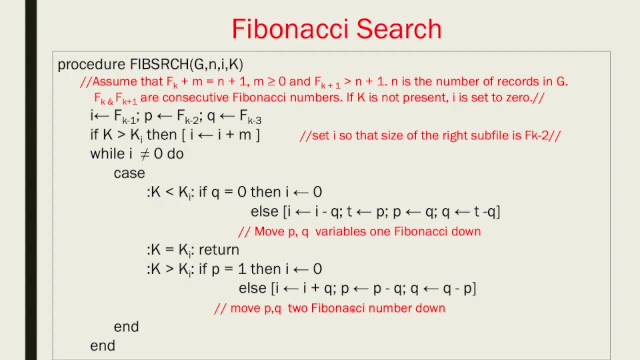 Fibonacci Search
procedure FIBSRCH(G,n,i,K)
//Assume that Fk + m = n + 1, m ≥ 0 and Fk + 1 > n + 1. n is the number of records in G.
Fk & Fk+1 are consecutive Fibonacci numbers. If K is not present, i is set to zero.//
i← Fk-1; p ← Fk-2; q ← Fk-3
if K > Ki then [ i ← i + m ] //set i so that size of the right subfile is Fk-2//
while i ≠ 0 do
case
:K < Ki: if q = 0 then i ← 0
else [i ← i - q; t ← p; p ← q; q ← t -q]
// Move p, q variables one Fibonacci down
:K = Ki: return
:K > Ki: if p = 1 then i ← 0
else [i ← i + q; p ← p - q; q ← q - p]
// move p,q two Fibonacci number down
end
end